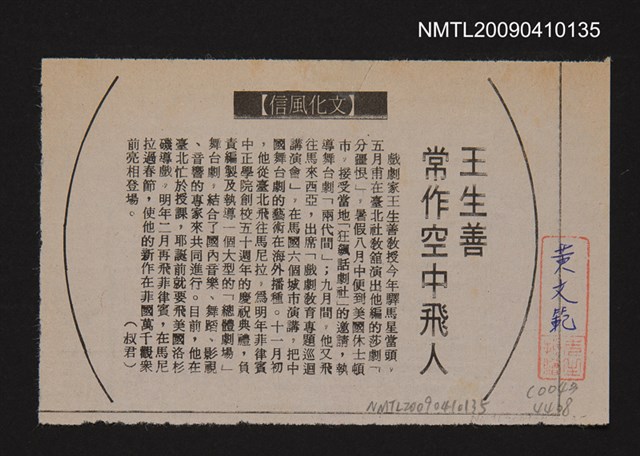 NMTL20090410135
【文化風信】
王生善
常作空中飛人
戲劇家王生善教授今年驛馬星當頭，
五月甫在臺北社教舘演出他編的莎劇「
分疆恨」，暑假八月中便到美國休士頓
市，接受當地「狂飆話劇社」的邀請，執
導舞台劇「兩代間」；九月間，他又飛
往馬來西亞，出席「戲劇教育專題巡迴
講演會」，在馬國六個城市演講，把中
國舞台劇的藝術在海外播種。十一月初
，他從臺北飛往馬尼拉，爲明年菲律賓
中正學院創校五十週年的慶祝典禮，負
責編製及執導一個大型的「總體劇場」
舞台劇，結合了國內音樂、舞蹈、影視
、音響的專家來共同進行。目前，他在
臺北忙於授課，耶誕前就要飛美國洛杉
磯導戲，明年二月再飛菲律賓，在馬尼
拉過春節，使他的新作在菲國萬千觀衆
前亮相登場。
（叔君）
黃文範
NMTL20090410135